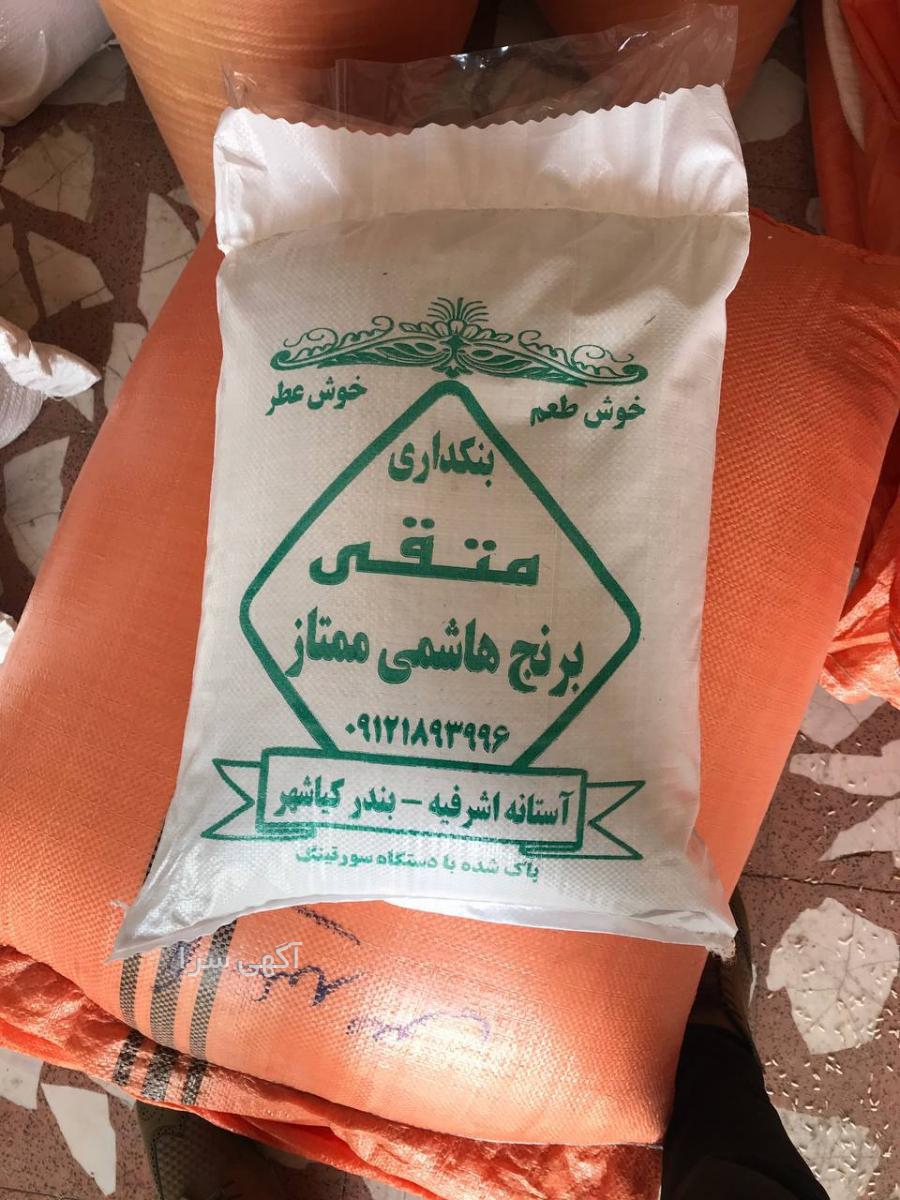 خوش طعم
خوش عطر
بنکداری
متقی
برنج هاشمی ممتاز
۰۹۱۲۱۸۹۳۹۹۶
آستانه اشرفیه - بندر کیاشهر
پاک شده با دستگاه سورتینگ
آگهی سرا